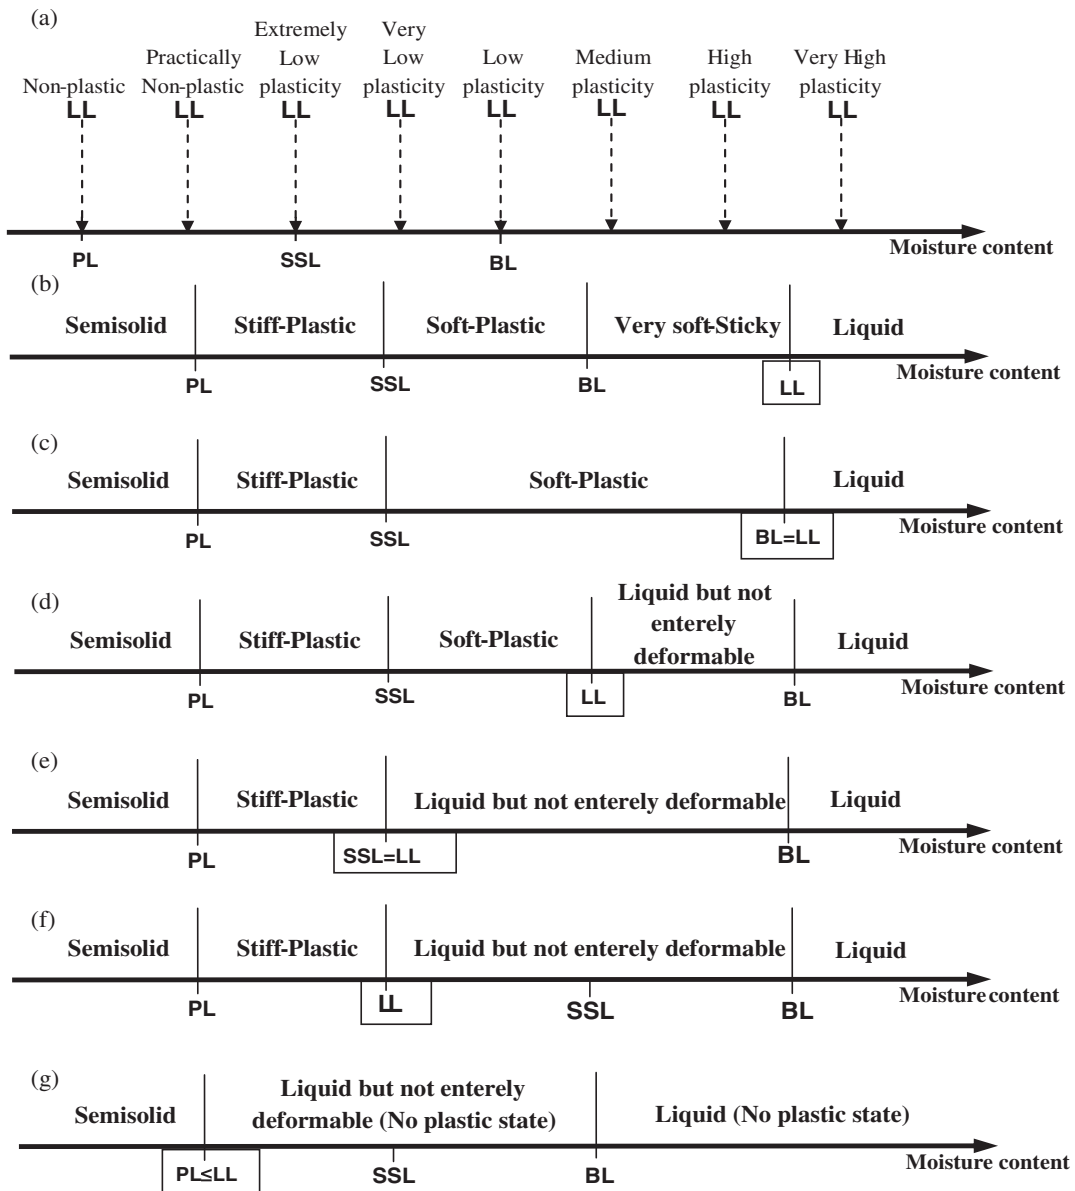 (a)
Extremely Very
Practically Low Low Low Medium High Very High
Non-plastic Non-plastic plasticity plasticity plasticity plasticity plasticity plasticity
LL LL LL LL LL LL LL LL
Moisture content
PL SSL BL
(b)
Semisolid Stiff-Plastic Soft-Plastic Very soft-Sticky Liquid
Moisture content
PL SSL BL LL
(c)
Semisolid Stiff-Plastic Soft-Plastic Liquid
Moisture content
PL SSL BL=LL
(d)
Liquid but not
enterely
Semisolid Stiff-Plastic Soft-Plastic deformable Liquid
Moisture content
PL SSL LL BL
(e)
Semisolid Stiff-Plastic Liquid but not enterely deformable Liquid
Moisture content
PL SSL=LL BL
(f)
Semisolid Stiff-Plastic Liquid but not enterely deformable Liquid
Moisture content
PL LL SSL BL
(g)
Liquid but not enterely
Semisolid deformable (No plastic state) Liquid (No plastic state)
Moisture content
PL≤LL SSL BL